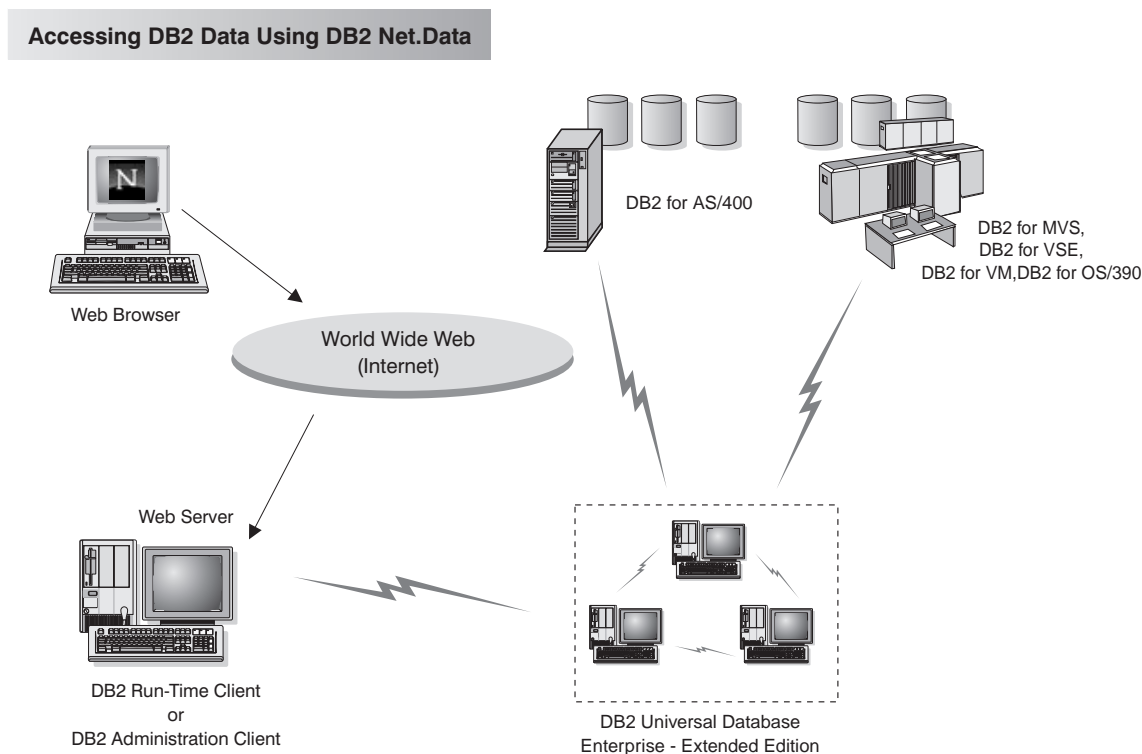 Accessing DB2 Data Using DB2 Net.Data
N
Web Browser
World Wide Web
(Internet)
DB2 for AS/400
DB2 for MVS,
DB2 for VSE,
DB2 for VM,DB2 for OS/390
Web Server
DB2 Run-Time Client
or
DB2 Administration Client
DB2 Universal Database
Enterprise - Extended Edition